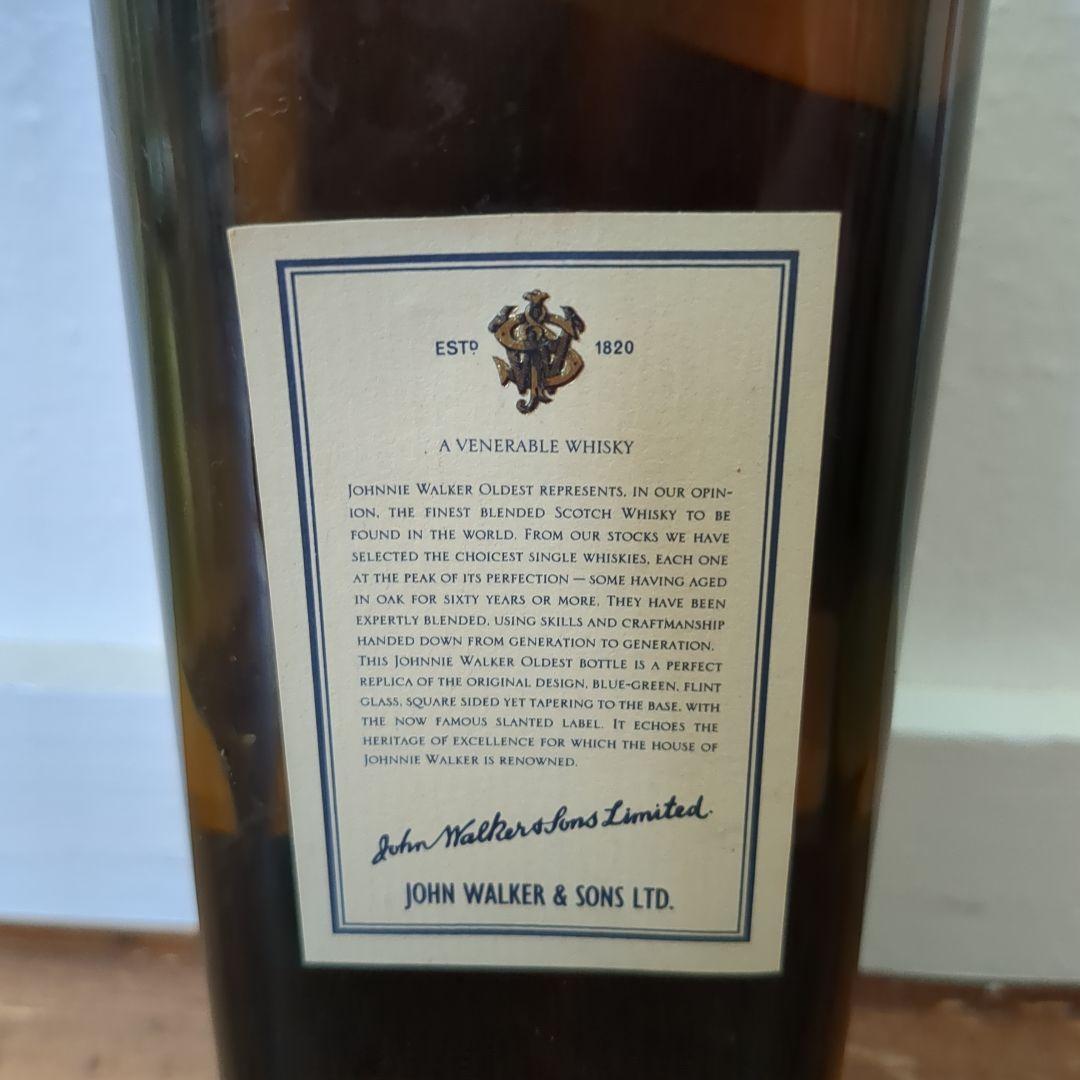 ESTD 1820
A VENERABLE WHISKY
JOHNNIE WALKER OLDEST REPRESENTS, IN OUR OPIN-
ION, THE FINEST BLENDED SCOTCH WHISKY TO BE
FOUND IN THE WORLD. FROM OUR STOCKS WE HAVE
SELECTED THE CHOICEST SINGLE WHISKIES, EACH ONE
AT THE PEAK OF ITS PERFECTION — SOME HAVING AGED
IN OAK FOR SIXTY YEARS OR MORE. THEY HAVE BEEN
EXPERTLY BLENDED, USING SKILLS AND CRAFTMANSHIP
HANDED DOWN FROM GENERATION TO GENERATION.
THIS JOHNNIE WALKER OLDEST BOTTLE IS A PERFECT
REPLICA OF THE ORIGINAL DESIGN, BLUE-GREEN, FLINT
GLASS, SQUARE SIDED YET TAPERING TO THE BASE, WITH
THE NOW FAMOUS SLANTED LABEL. IT ECHOES THE
HERITAGE OF EXCELLENCE FOR WHICH THE HOUSE OF
JOHNNIE WALKER IS RENOWNED.
John Walker & Sons Limited.
JOHN WALKER & SONS LTD.